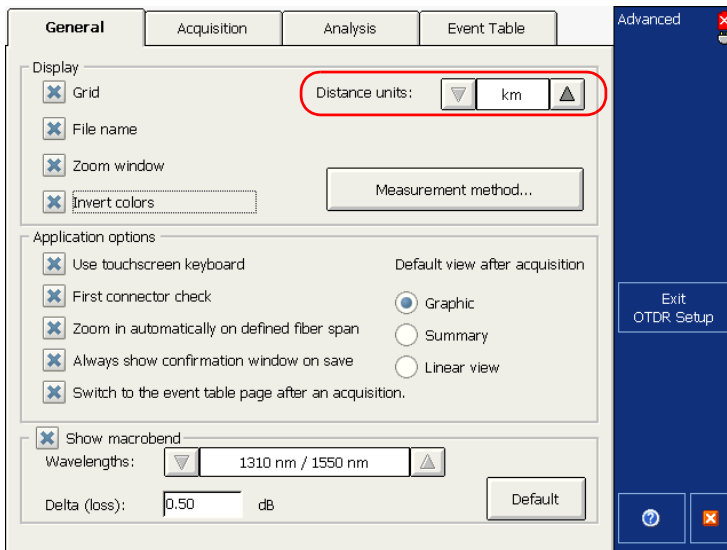 General Acquisition Analysis Event Table Advanced
Display
Grid Distance units: km
File name
Zoom window
Invert colors Measurement method...
Application options
Use touchscreen keyboard Default view after acquisition
First connector check Graphic
Zoom in automatically on defined fiber span Summary
Always show confirmation window on save Linear view
Switch to the event table page after an acquisition.
Exit
OTDR Setup
Show macrobend
Wavelengths: 1310 nm / 1550 nm
Delta (loss): 0.50 dB Default